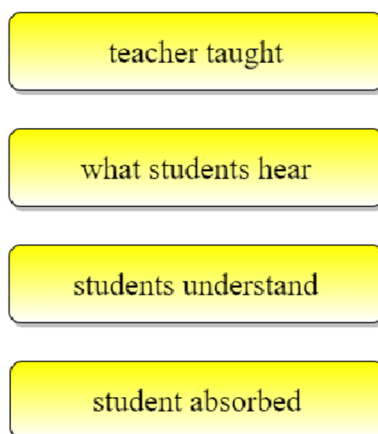 teacher taught
what students hear
students understand
student absorbed